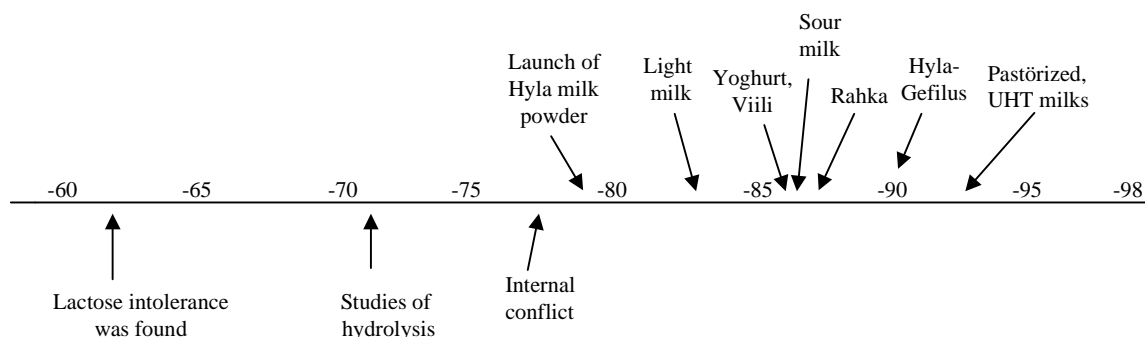 Sour
milk
Launch of
Hyla milk
powder
Light
milk
Yoghurt,
Viili
Rahka
Hyla-
Gefilus
Pastörized,
UHT milks
-60 -65 -70 -75 -80 -85 -90 -95 -98
Lactose intolerance
was found
Studies of
hydrolysis
Internal
conflict